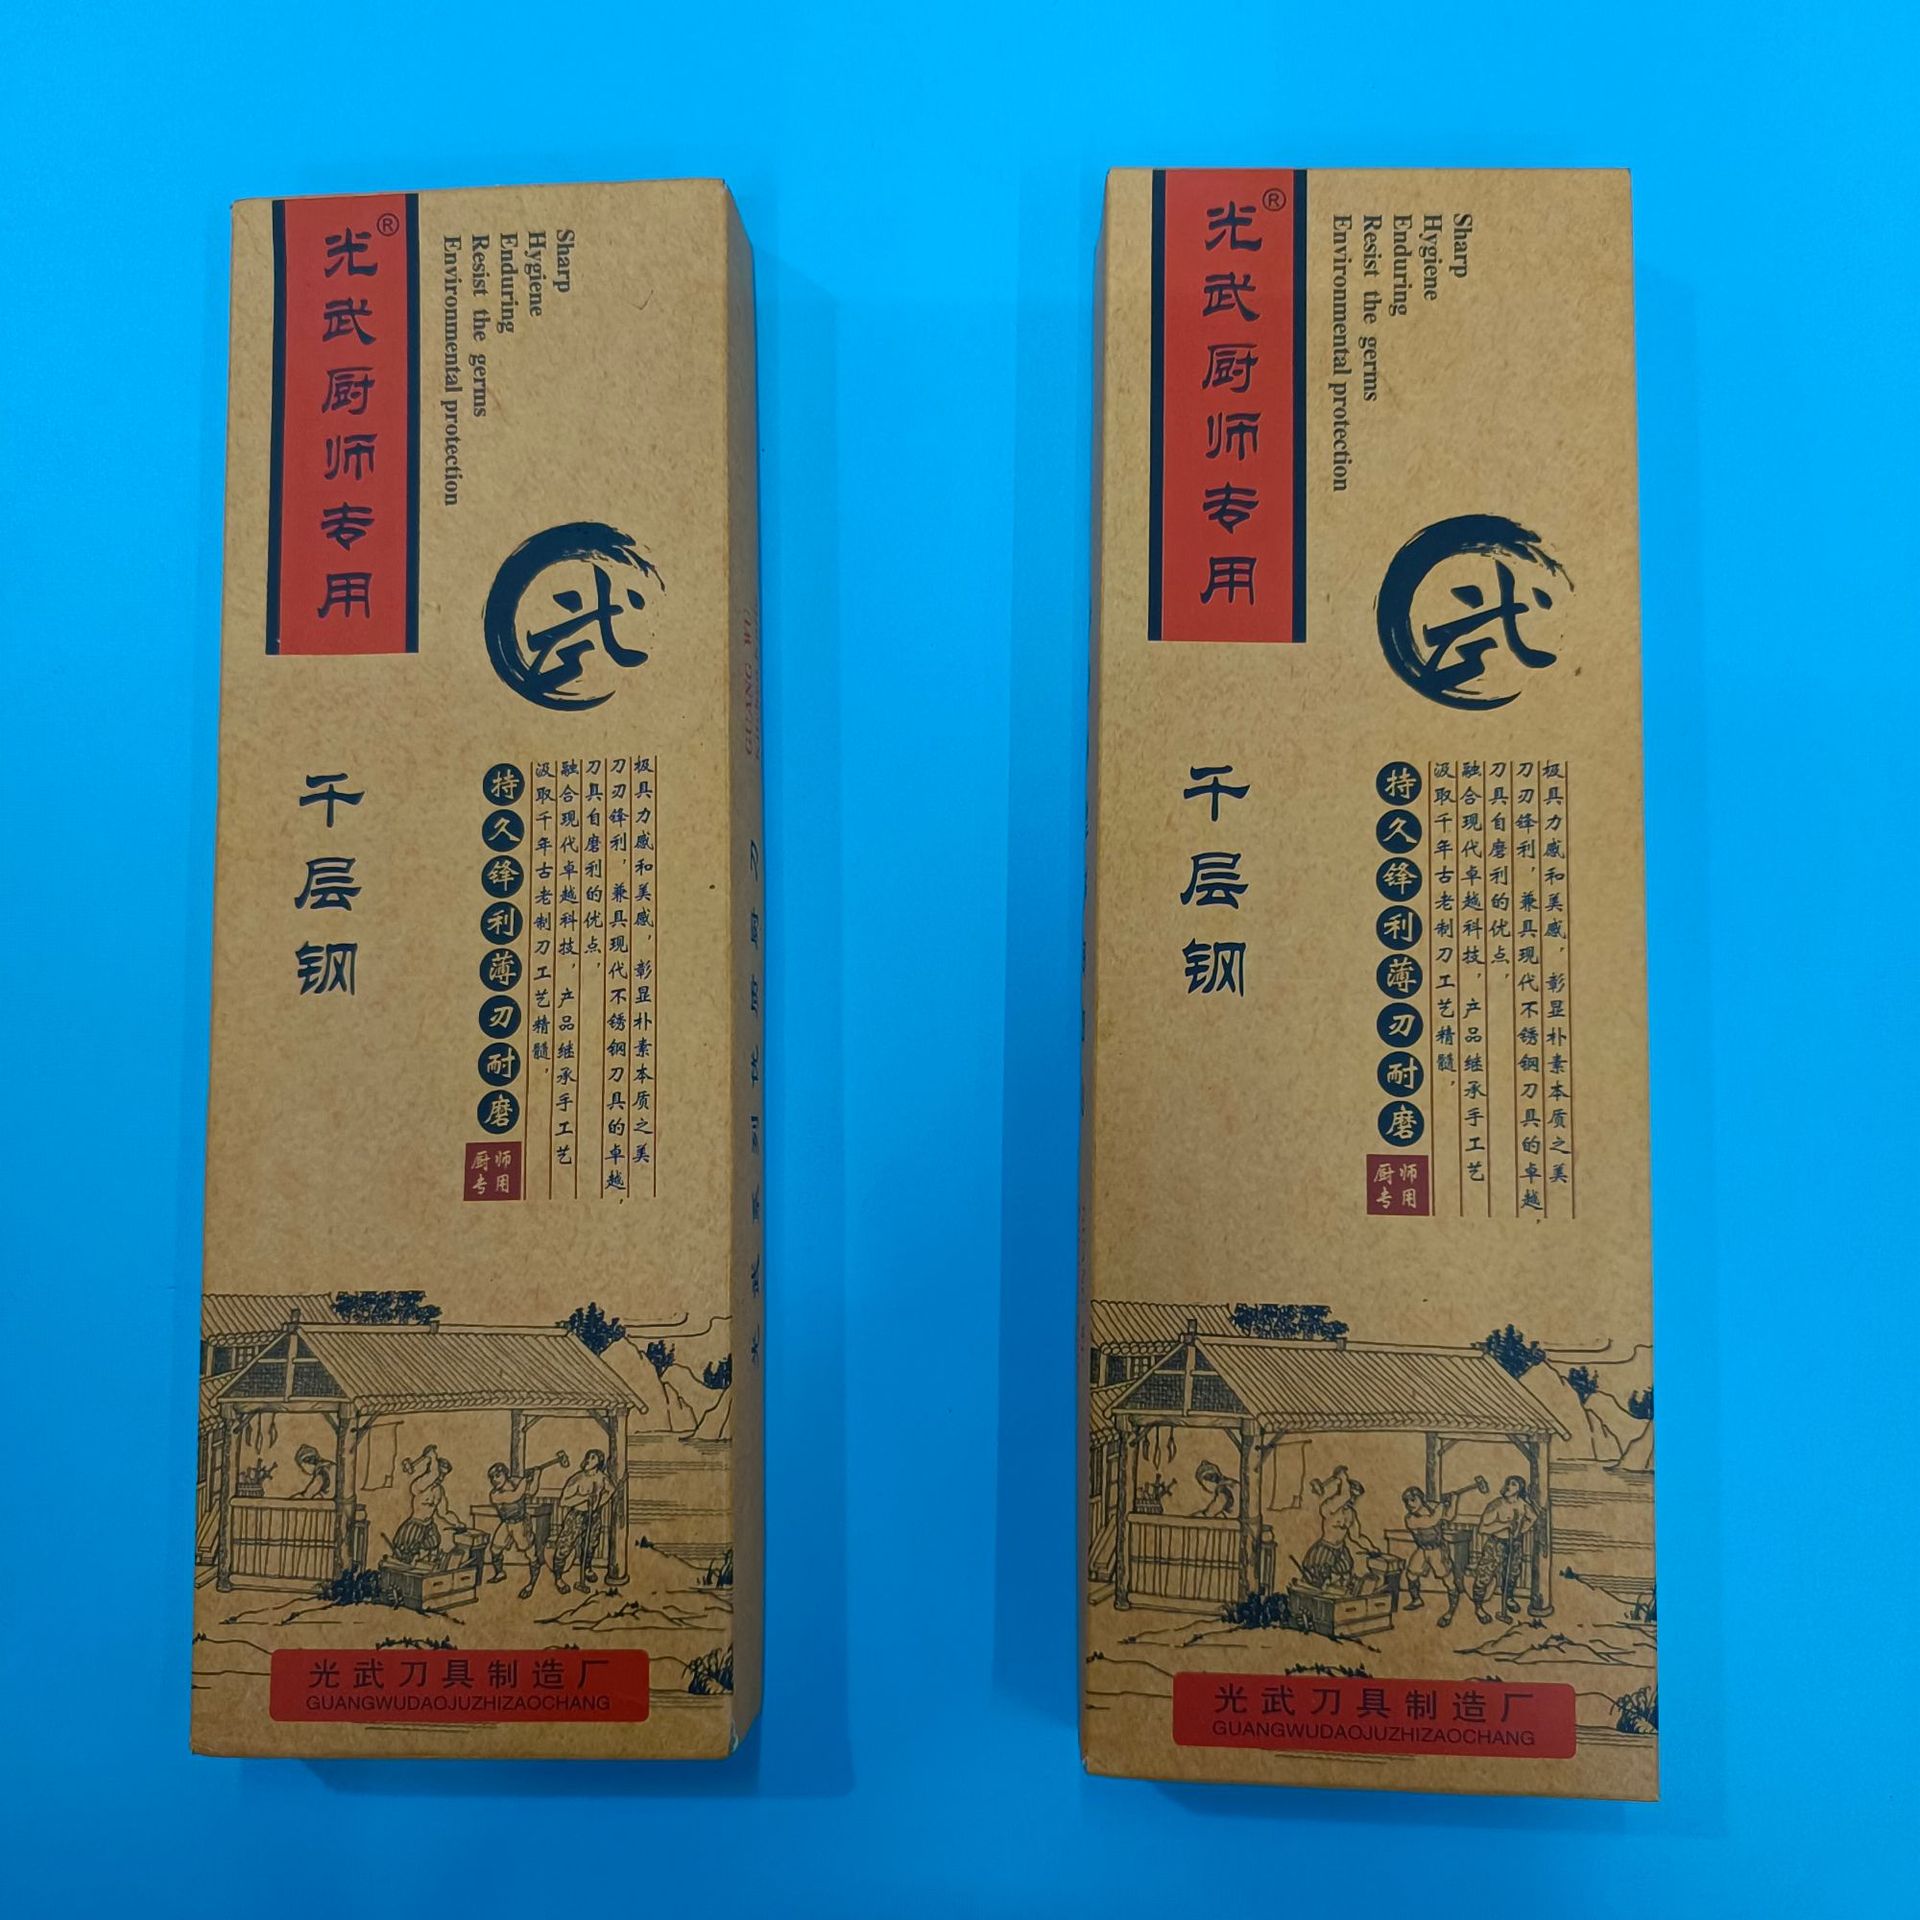 光武厨师专用®
Sharp
Hygiene
Enduring
Resist the germs
Environmental protection
武
千层钢
极具力感和美感，彰显朴素本质之美
刀刃锋利，兼具现代不锈钢刀具的卓越，
刀具自磨利的优点，
融合现代卓越科技，产品继承手工艺
汲取千年古老制刀工艺精髓，
持久锋利薄刃耐磨
厨师
专用
光武刀具制造厂
GUANGWUDAOJUZHIZAOCHANG
GUANG WU
光武系列优质厨刀
光武厨师专用®
Sharp
Hygiene
Enduring
Resist the germs
Environmental protection
武
千层钢
极具力感和美感，彰显朴素本质之美
刀刃锋利，兼具现代不锈钢刀具的卓越，
刀具自磨利的优点，
融合现代卓越科技，产品继承手工艺
汲取千年古老制刀工艺精髓，
持久锋利薄刃耐磨
厨师
专用
光武刀具制造厂
GUANGWUDAOJUZHIZAOCHANG